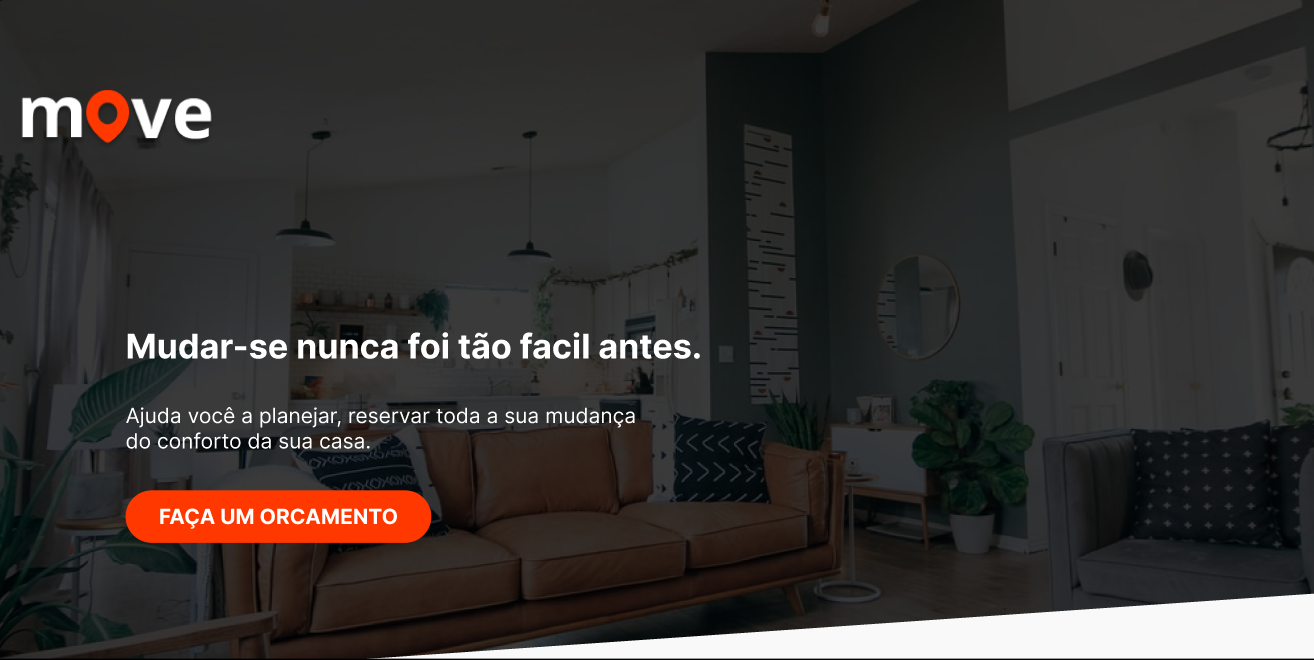 move
Mudar-se nunca foi tão facil antes.
Ajuda você a planejar, reservar toda a sua mudança
do conforto da sua casa.
FAÇA UM ORCAMENTO